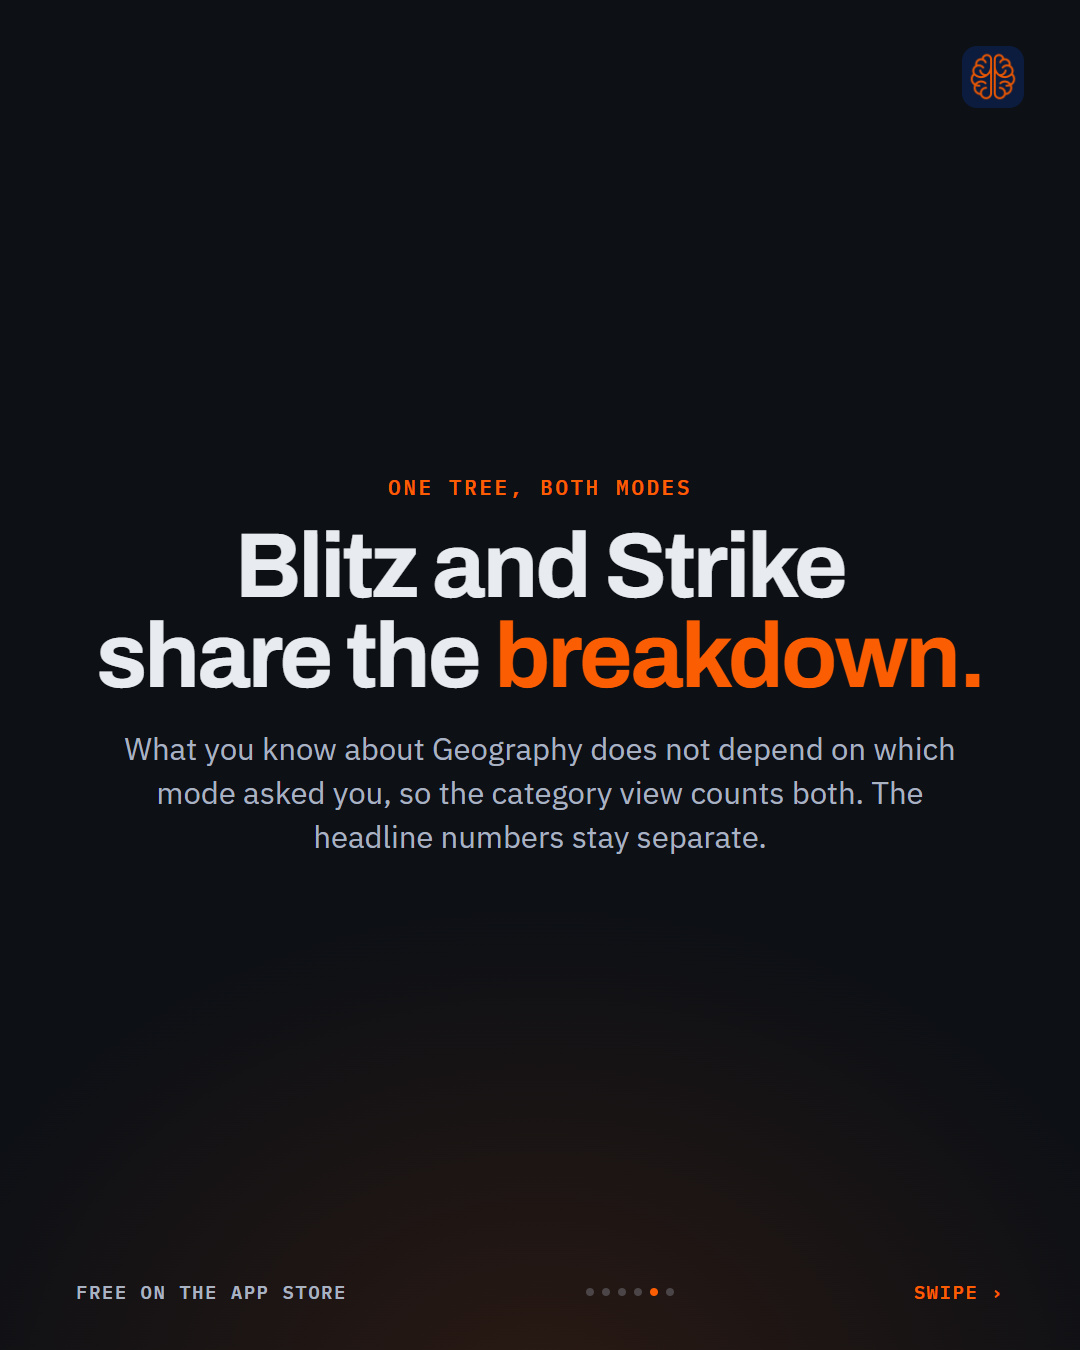 ONE TREE, BOTH MODES
Blitz and Strike
share the breakdown.
What you know about Geography does not depend on which
mode asked you, so the category view counts both. The
headline numbers stay separate.
FREE ON THE APP STORE
SWIPE ›